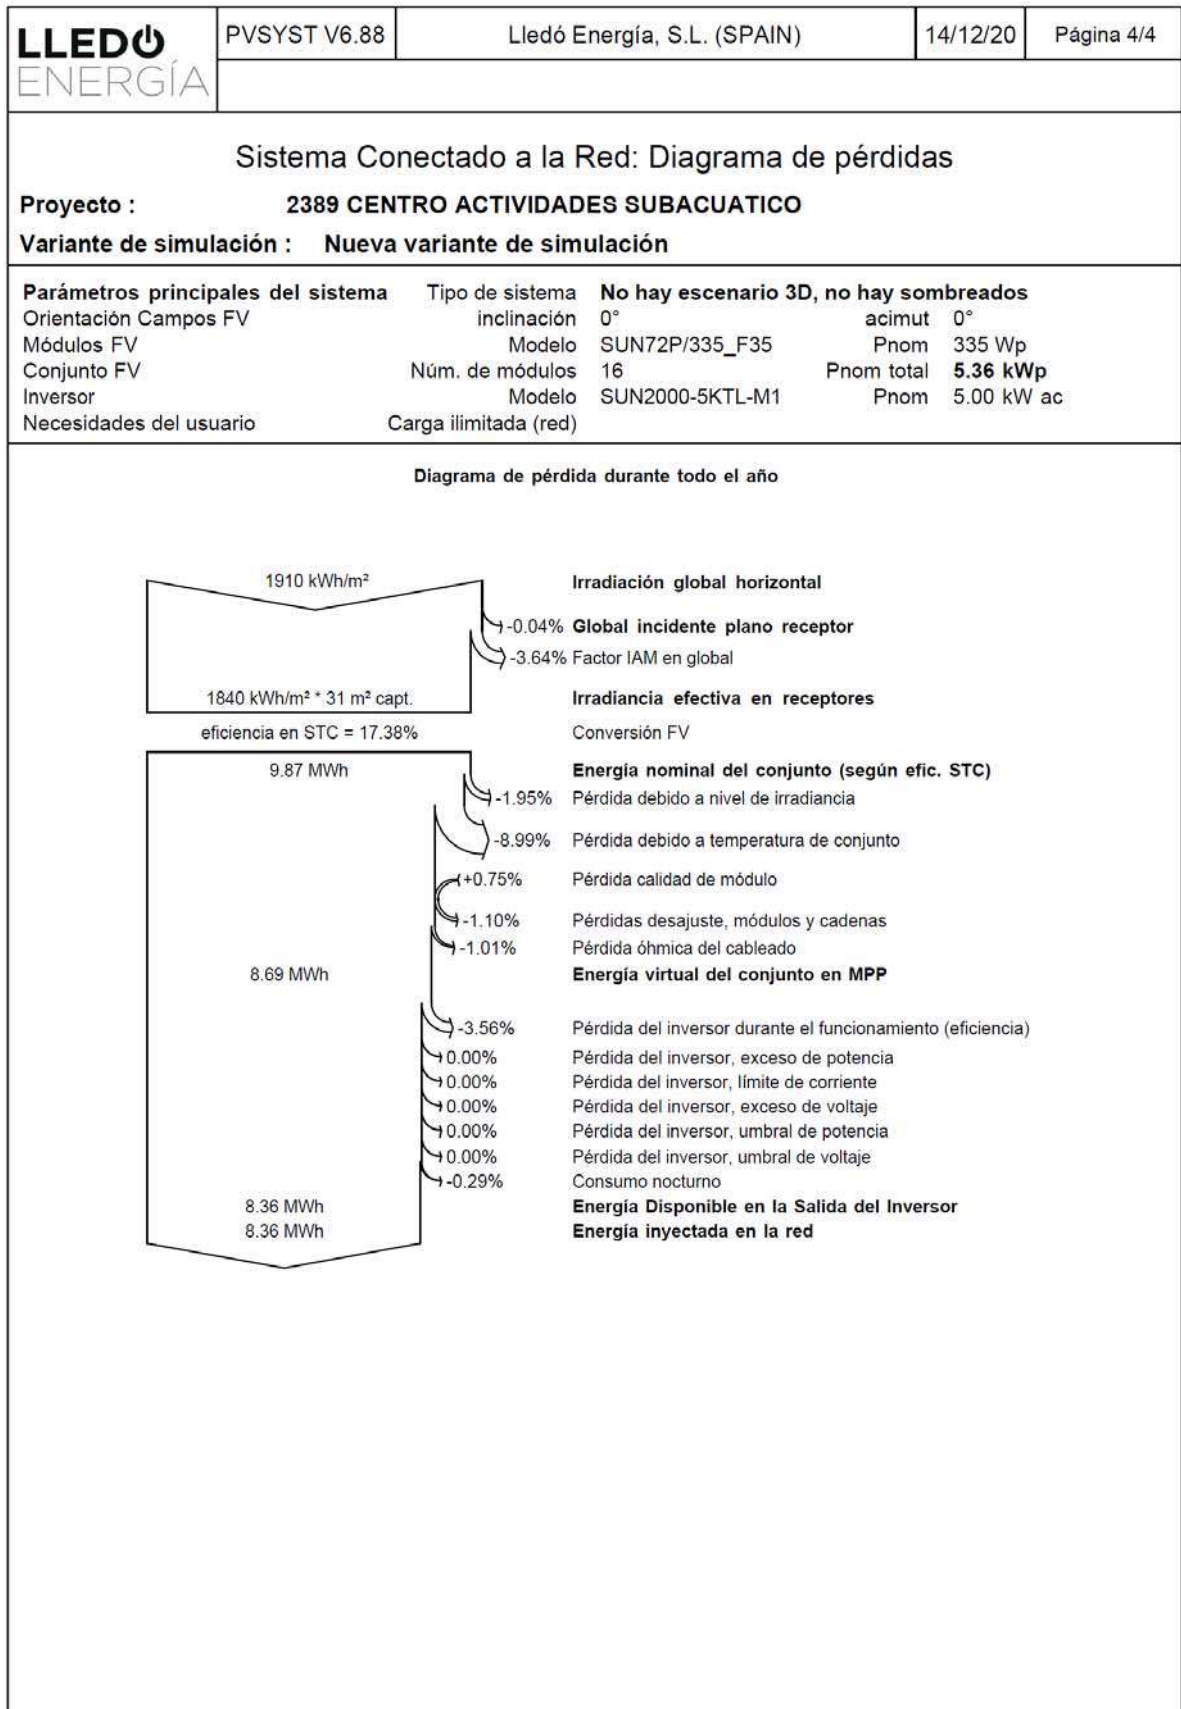 LLEDÓ
ENERGÍA
PVSYST V6.88
Lledó Energía, S.L. (SPAIN)
14/12/20
Página 4/4
Sistema Conectado a la Red: Diagrama de pérdidas
Proyecto : 2389 CENTRO ACTIVIDADES SUBACUATICO
Variante de simulación : Nueva variante de simulación
Parámetros principales del sistema Tipo de sistema No hay escenario 3D, no hay sombreados
Orientación Campos FV inclinación 0° acimut 0°
Módulos FV Modelo SUN72P/335_F35 Pnom 335 Wp
Conjunto FV Núm. de módulos 16 Pnom total 5.36 kWp
Inversor Modelo SUN2000-5KTL-M1 Pnom 5.00 kW ac
Necesidades del usuario Carga ilimitada (red)
Diagrama de pérdida durante todo el año
1910 kWh/m² Irradiación global horizontal
-0.04% Global incidente plano receptor
-3.64% Factor IAM en global
1840 kWh/m² * 31 m² capt. Irradiancia efectiva en receptores
eficiencia en STC = 17.38% Conversión FV
9.87 MWh Energía nominal del conjunto (según efic. STC)
-1.95% Pérdida debido a nivel de irradiancia
-8.99% Pérdida debido a temperatura de conjunto
+0.75% Pérdida calidad de módulo
-1.10% Pérdidas desajuste, módulos y cadenas
-1.01% Pérdida óhmica del cableado
8.69 MWh Energía virtual del conjunto en MPP
-3.56% Pérdida del inversor durante el funcionamiento (eficiencia)
0.00% Pérdida del inversor, exceso de potencia
0.00% Pérdida del inversor, límite de corriente
0.00% Pérdida del inversor, exceso de voltaje
0.00% Pérdida del inversor, umbral de potencia
0.00% Pérdida del inversor, umbral de voltaje
-0.29% Consumo nocturno
8.36 MWh Energía Disponible en la Salida del Inversor
8.36 MWh Energía inyectada en la red